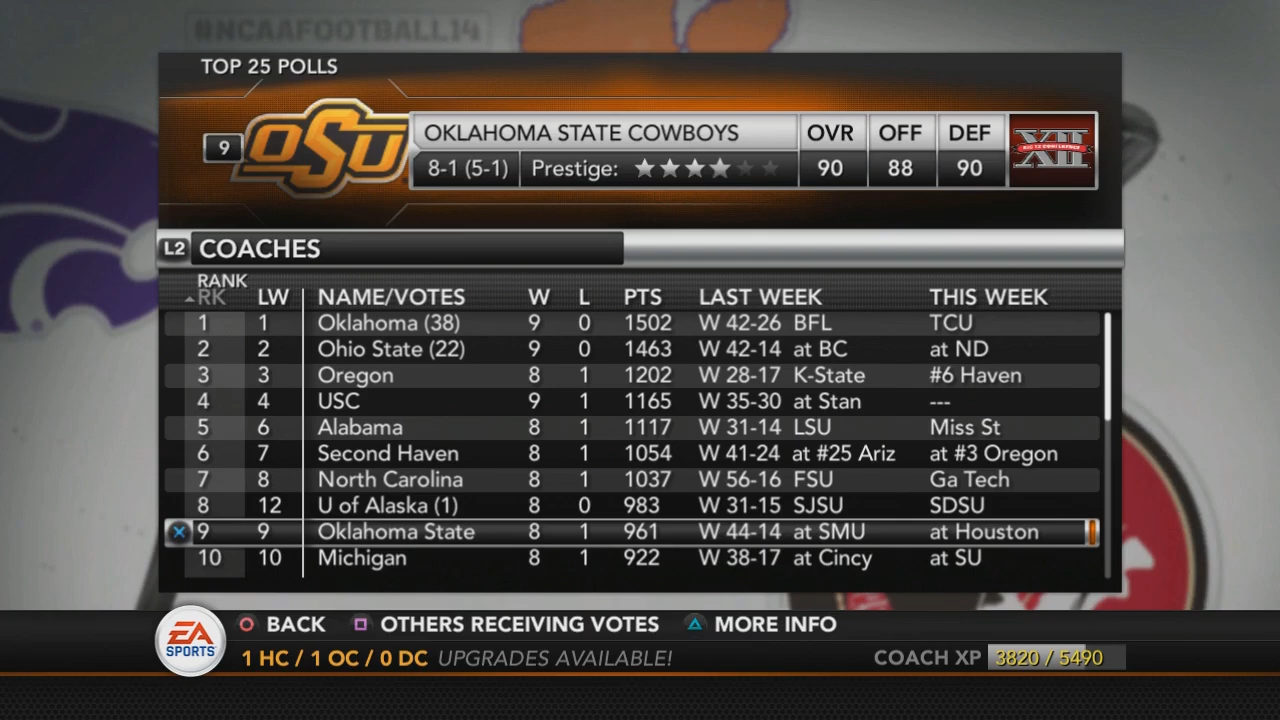 #NCAAFOOTBALL14
TOP 25 POLLS
9 OSU OKLAHOMA STATE COWBOYS OVR OFF DEF XII
8-1 (5-1) Prestige: 90 88 90
L2 COACHES
RANK
RK LW NAME/VOTES W L PTS LAST WEEK THIS WEEK
1 1 Oklahoma (38) 9 0 1502 W 42-26 BFL TCU
2 2 Ohio State (22) 9 0 1463 W 42-14 at BC at ND
3 3 Oregon 8 1 1202 W 28-17 K-State #6 Haven
4 4 USC 9 1 1165 W 35-30 at Stan ---
5 6 Alabama 8 1 1117 W 31-14 LSU Miss St
6 7 Second Haven 8 1 1054 W 41-24 at #25 Ariz at #3 Oregon
7 8 North Carolina 8 1 1037 W 56-16 FSU Ga Tech
8 12 U of Alaska (1) 8 0 983 W 31-15 SJSU SDSU
9 9 Oklahoma State 8 1 961 W 44-14 at SMU at Houston
10 10 Michigan 8 1 922 W 38-17 at Cincy at SU
BACK OTHERS RECEIVING VOTES MORE INFO
EA SPORTS
1 HC / 1 OC / 0 DC UPGRADES AVAILABLE! COACH XP 3820 / 5490